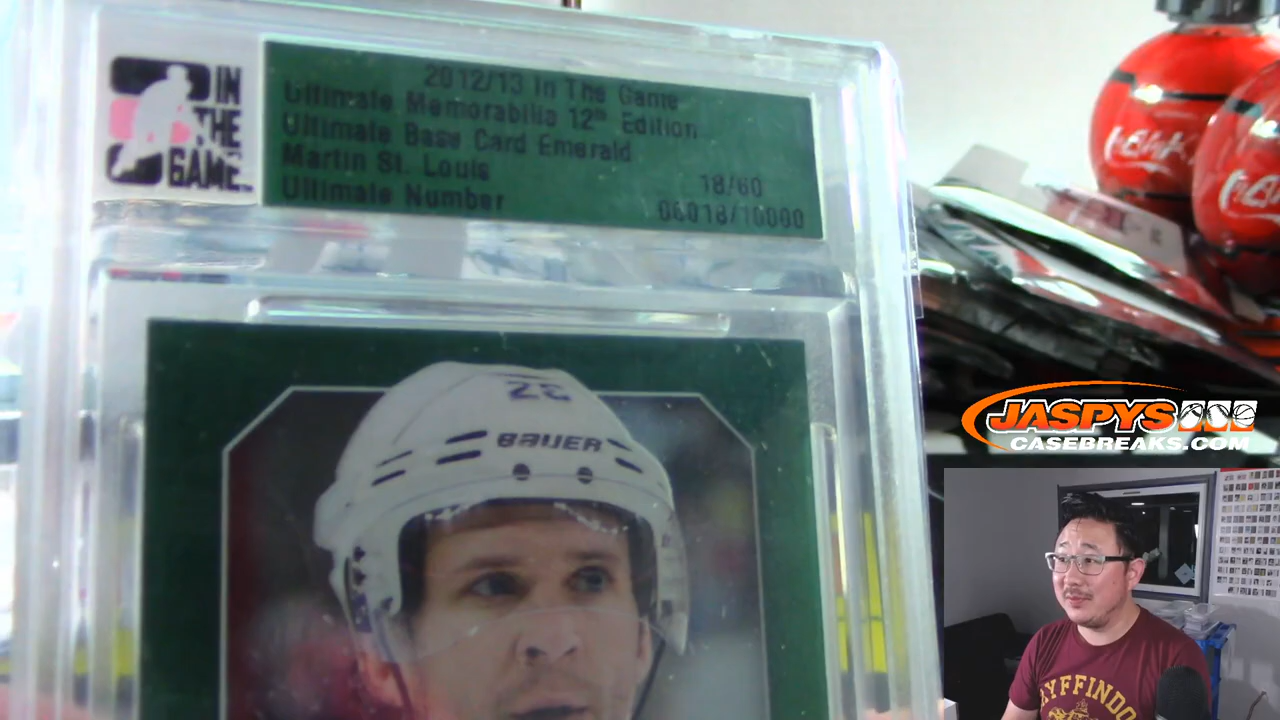 IN
THE
GAME
2012/13 In The Game
Ultimate Memorabilia 12th Edition
Ultimate Base Card Emerald
Martin St. Louis
18/60
Ultimate Number
06018/10000
BAUER
JASPYS
CASEBREAKS.COM
RYFFINDO